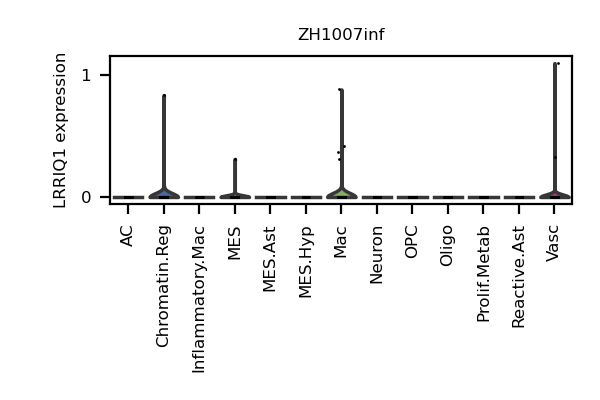 ZH1007inf
LRRIQ1 expression
1
0
AC
Chromatin.Reg
Inflammatory.Mac
MES
MES.Ast
MES.Hyp
Mac
Neuron
OPC
Oligo
Prolif.Metab
Reactive.Ast
Vasc